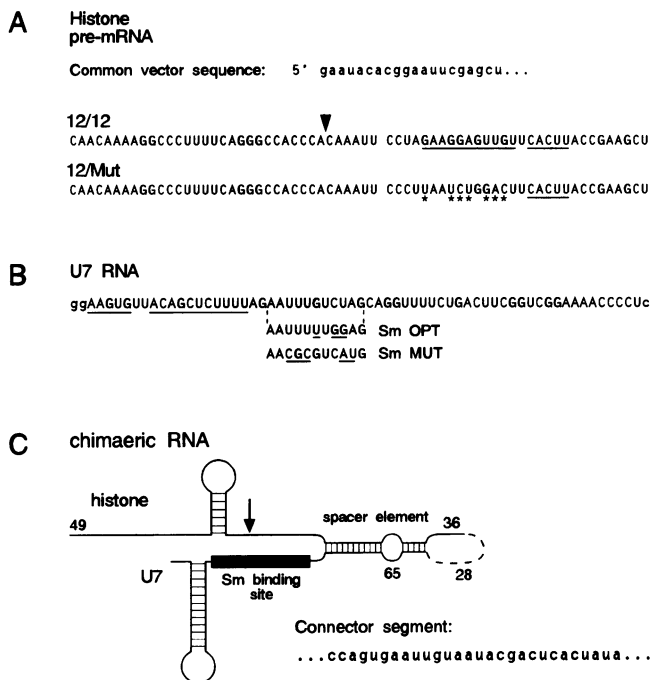 A
Histone
pre-mRNA
Common vector sequence: 5' gaauacacggaauucgagcu...
12/12
CAACAAAAGGCCCUUUUCAGGGCCACCCACAAAUU CCUAGAAGGAGUUGUUCACUUACCGAAGCU
12/Mut
CAACAAAAGGCCCUUUUCAGGGCCACCCACAAAUU CCCUUAAUCUGGACUUCACUUACCGAAGCU
* *** ***
B
U7 RNA
ggAAGUGUUACAGCUCUUUUAGAAUUUGUCUAGCAGGUUUUCUGACUUCGGUCGGAAAACCCCUc
AAUUUUUGGAG Sm OPT
AACGCGUCAUG Sm MUT
C
chimaeric RNA
histone
49
spacer element
36
U7
Sm binding
site
65
28
Connector segment:
...ccagugaauuguaauacgacucacuaua...